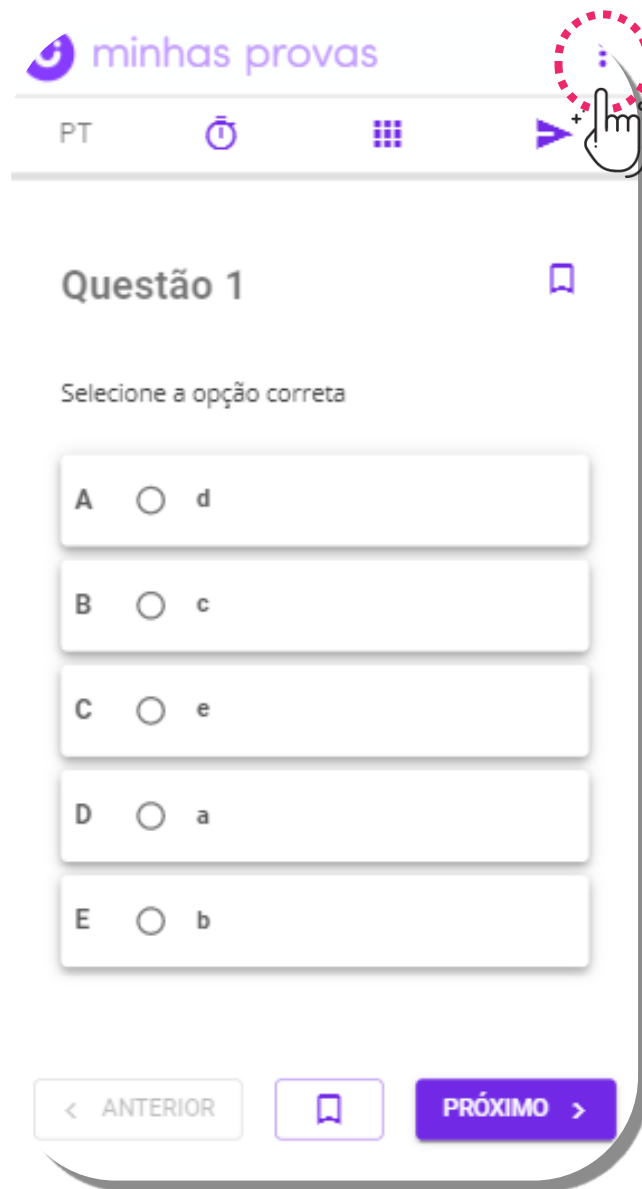 minhas provas
PT
Questão 1
Selecione a opção correta
A d
B c
C e
D a
E b
< ANTERIOR
PRÓXIMO >